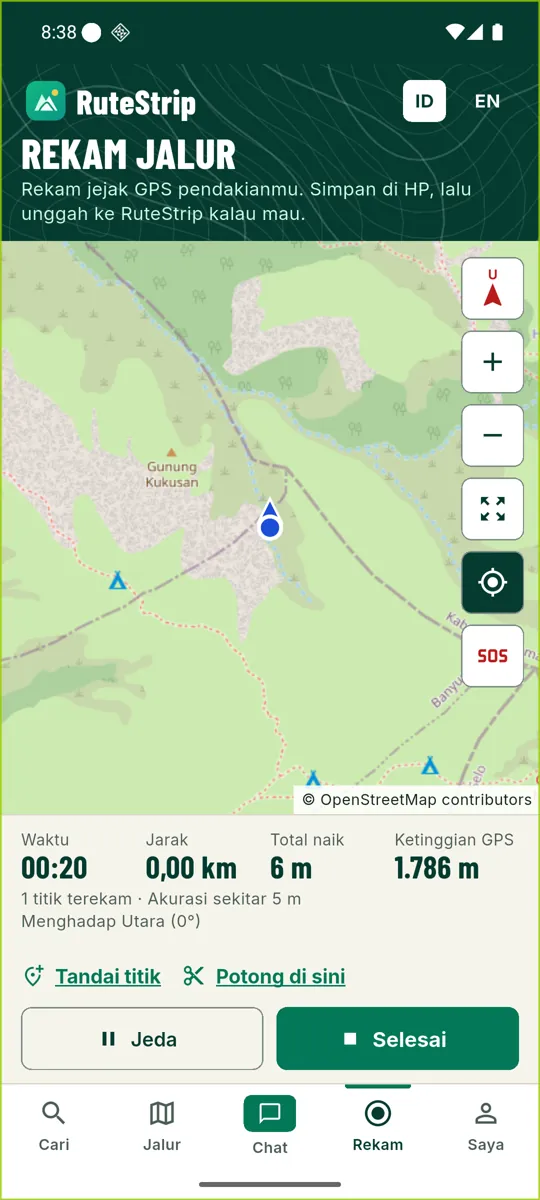 8:38
RuteStrip
ID EN
REKAM JALUR
Rekam jejak GPS pendakianmu. Simpan di HP, lalu
unggah ke RuteStrip kalau mau.
U
Gunung
Kukusan
SOS
Banyu
© OpenStreetMap contributors
Waktu Jarak Total naik Ketinggian GPS
00:20 0,00 km 6 m 1.786 m
1 titik terekam · Akurasi sekitar 5 m
Menghadap Utara (0°)
Tandai titik Potong di sini
Jeda Selesai
Cari Jalur Chat Rekam Saya